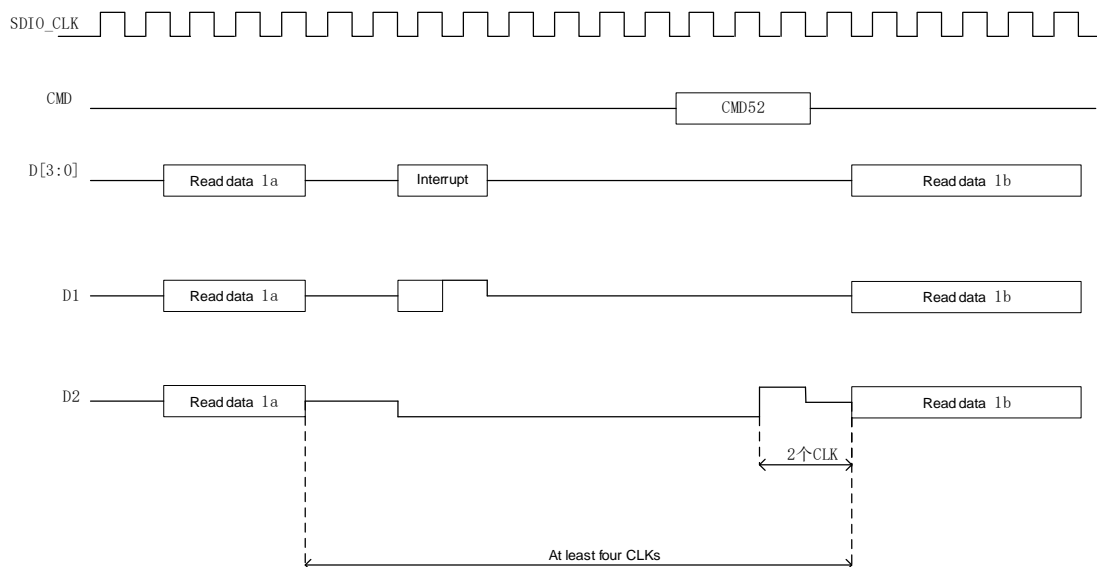 SDIO_CLK
CMD
CMD52
D[3:0]
Read data 1a
Interrupt
Read data 1b
D1
Read data 1a
Read data 1b
D2
Read data 1a
Read data 1b
2个CLK
At least four CLKs